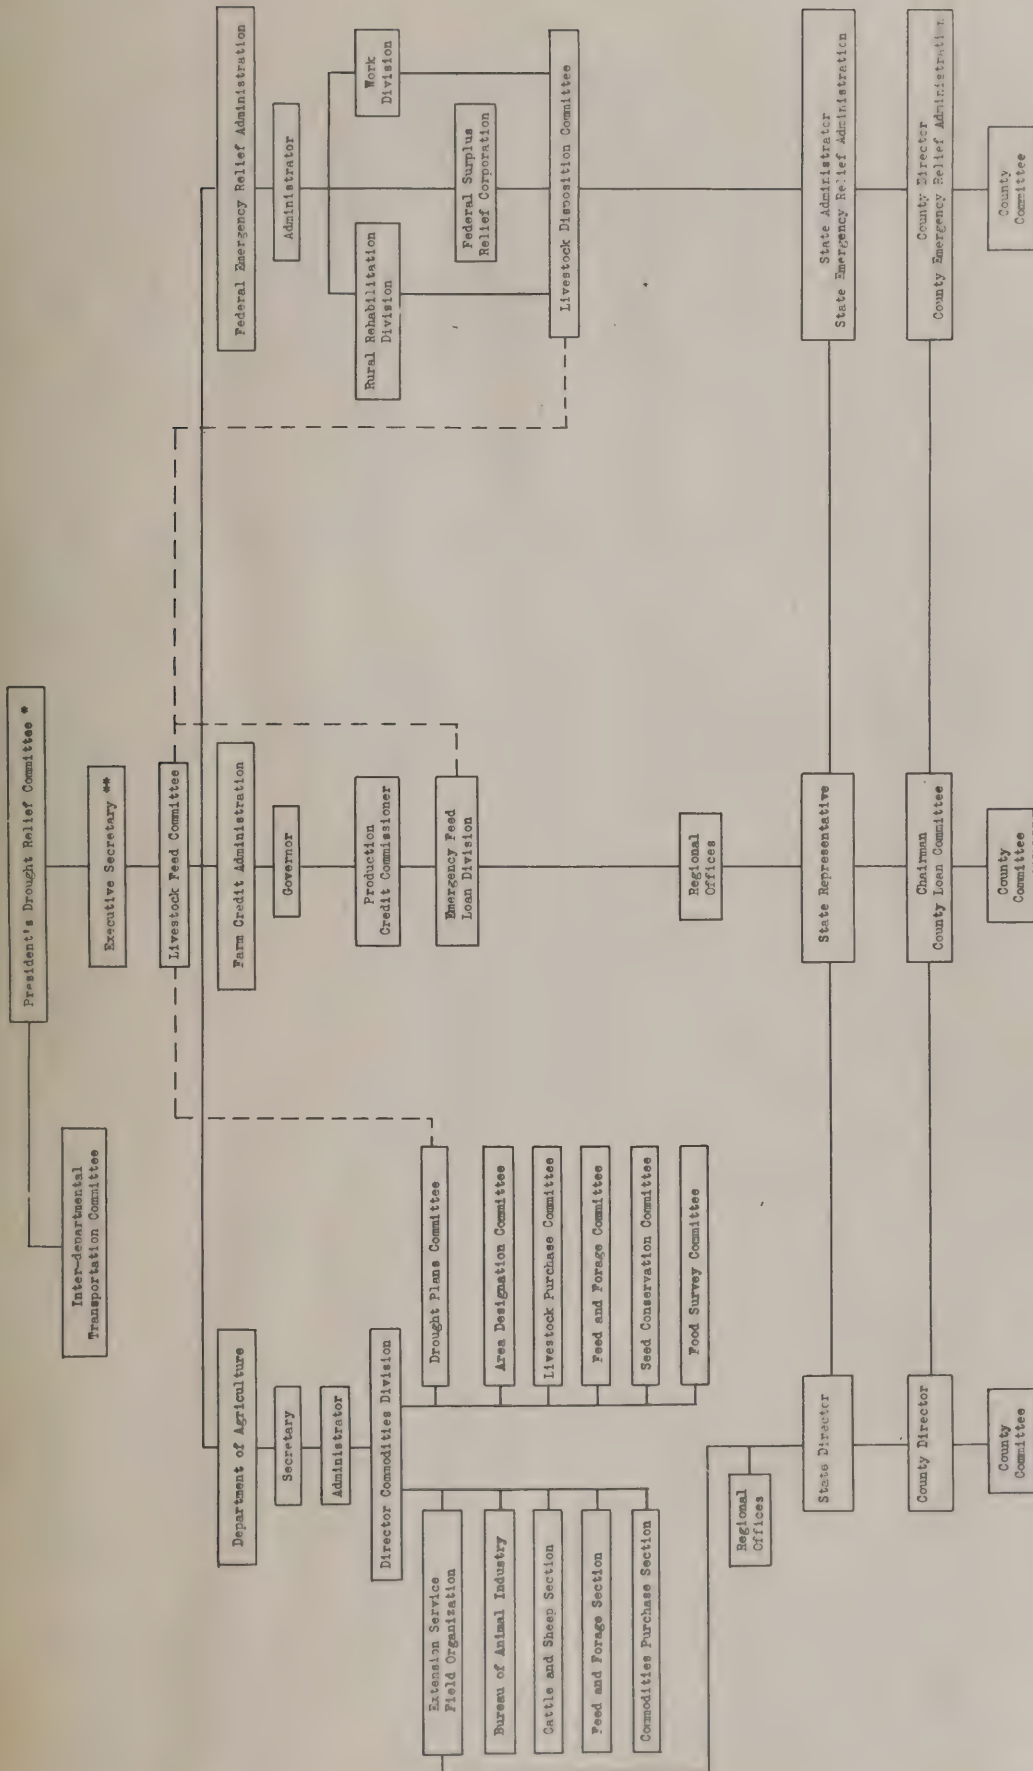 President's Drought Relief Committee *
Inter-departmental
Transportation Committee
Executive Secretary **
Livestock Feed Committee
Department of Agriculture
Farm Credit Administration
Federal Emergency Relief Administration
Secretary
Governor
Administrator
Administrator
Director Commodities Division
Production
Credit Commissioner
Rural Rehabilitation
Division
Work
Division
Extension Service
Field Organization
Drought Plans Committee
Emergency Feed
Loan Division
Federal Surplus
Relief Corporation
Bureau of Animal Industry
Area Designation Committee
Cattle and Sheep Section
Livestock Purchase Committee
Livestock Disposition Committee
Feed and Forage Section
Feed and Forage Committee
Commodities Purchase Section
Seed Conservation Committee
Food Survey Committee
Regional
Offices
Regional
Offices
State Director
State Representative
State Administrator
State Emergency Relief Administration
County Director
Chairman
County Loan Committee
County Director
County Emergency Relief Administration
County
Committee
County
Committee
County
Committee